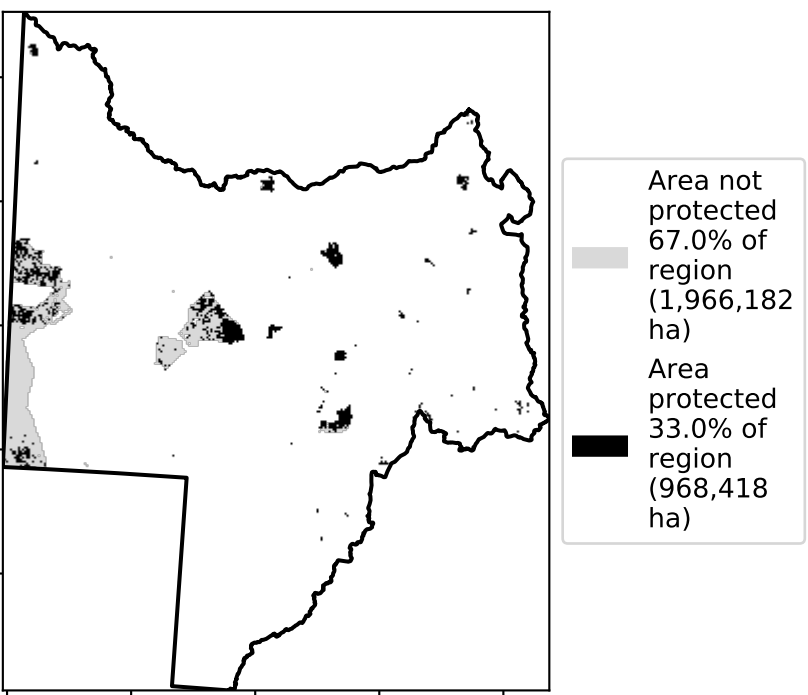 Area not
protected
67.0% of
region
(1,966,182
ha)
Area
protected
33.0% of
region
(968,418
ha)